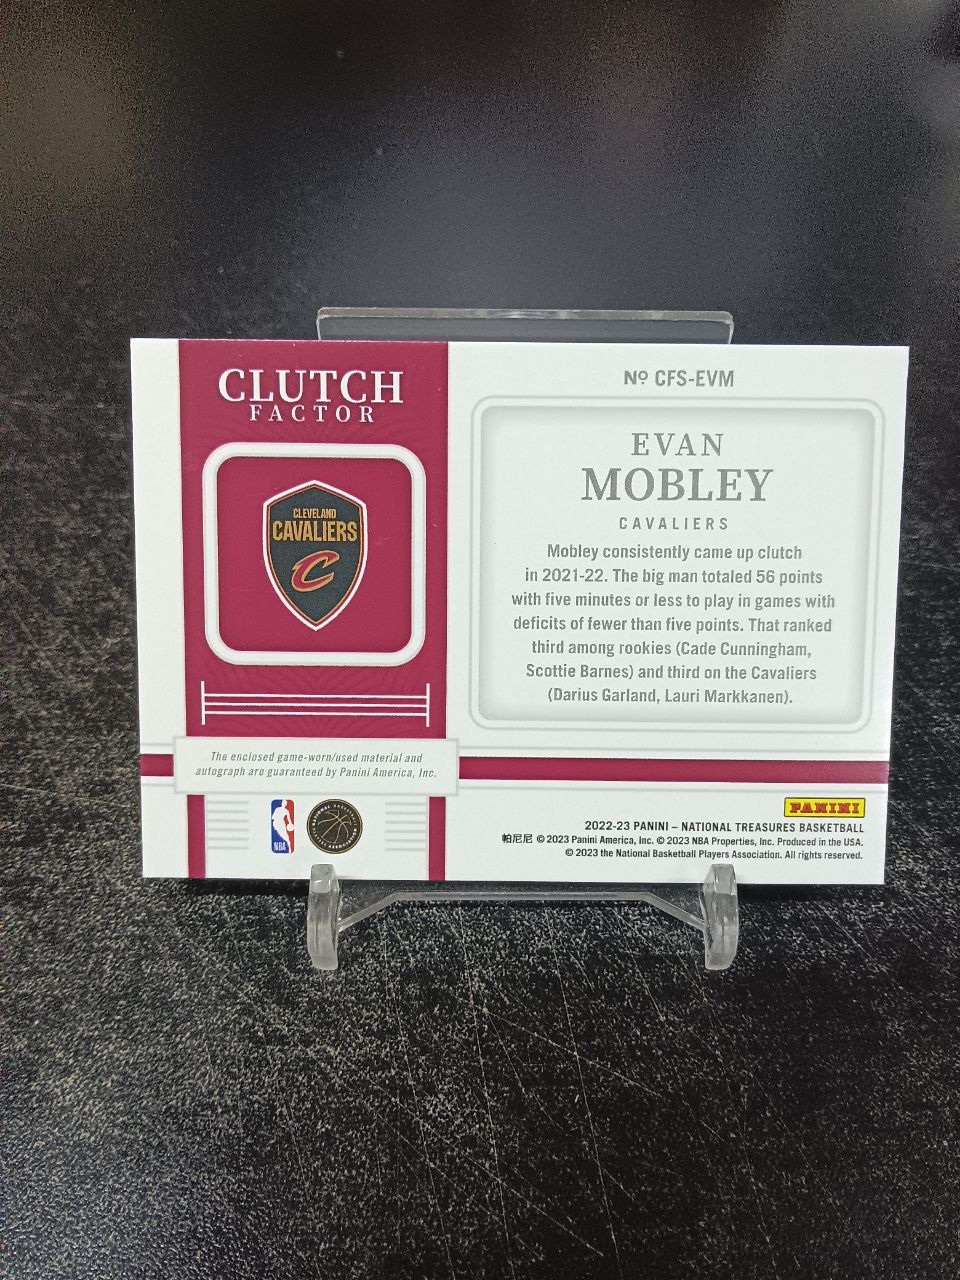 CLUTCH
FACTOR
CLEVELAND
CAVALIERS
C
The enclosed game-worn/used material and
autograph are guaranteed by Panini America, Inc.
NBA
NATIONAL BASKETBALL PLAYERS ASSOCIATION
Nº CFS-EVM
EVAN
MOBLEY
CAVALIERS
Mobley consistently came up clutch
in 2021-22. The big man totaled 56 points
with five minutes or less to play in games with
deficits of fewer than five points. That ranked
third among rookies (Cade Cunningham,
Scottie Barnes) and third on the Cavaliers
(Darius Garland, Lauri Markkanen).
PANINI
2022-23 PANINI – NATIONAL TREASURES BASKETBALL
帕尼尼 © 2023 Panini America, Inc. © 2023 NBA Properties, Inc. Produced in the USA.
© 2023 the National Basketball Players Association. All rights reserved.